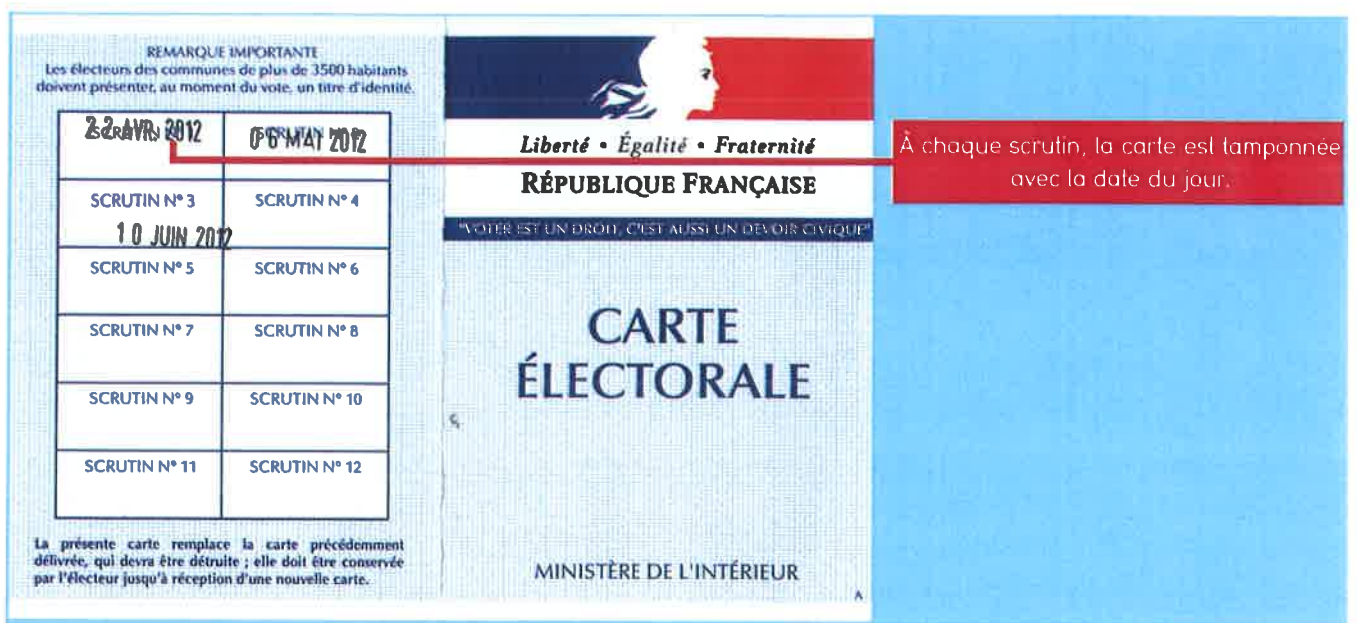 REMARQUE IMPORTANTE
Les électeurs des communes de plus de 3500 habitants
doivent présenter, au moment du vote, un titre d'identité.
22 AVR. 2012
06 MAI 2012
SCRUTIN N° 3
SCRUTIN N° 4
10 JUIN 2012
SCRUTIN N° 5
SCRUTIN N° 6
SCRUTIN N° 7
SCRUTIN N° 8
SCRUTIN N° 9
SCRUTIN N° 10
SCRUTIN N° 11
SCRUTIN N° 12
La présente carte remplace la carte précédemment
délivrée, qui devra être détruite ; elle doit être conservée
par l'électeur jusqu'à réception d'une nouvelle carte.
Liberté • Égalité • Fraternité
RÉPUBLIQUE FRANÇAISE
"VOTER EST UN DROIT, C'EST AUSSI UN DEVOIR CIVIQUE"
CARTE
ÉLECTORALE
MINISTÈRE DE L'INTÉRIEUR
À chaque scrutin, la carte est tamponnée
avec la date du jour.